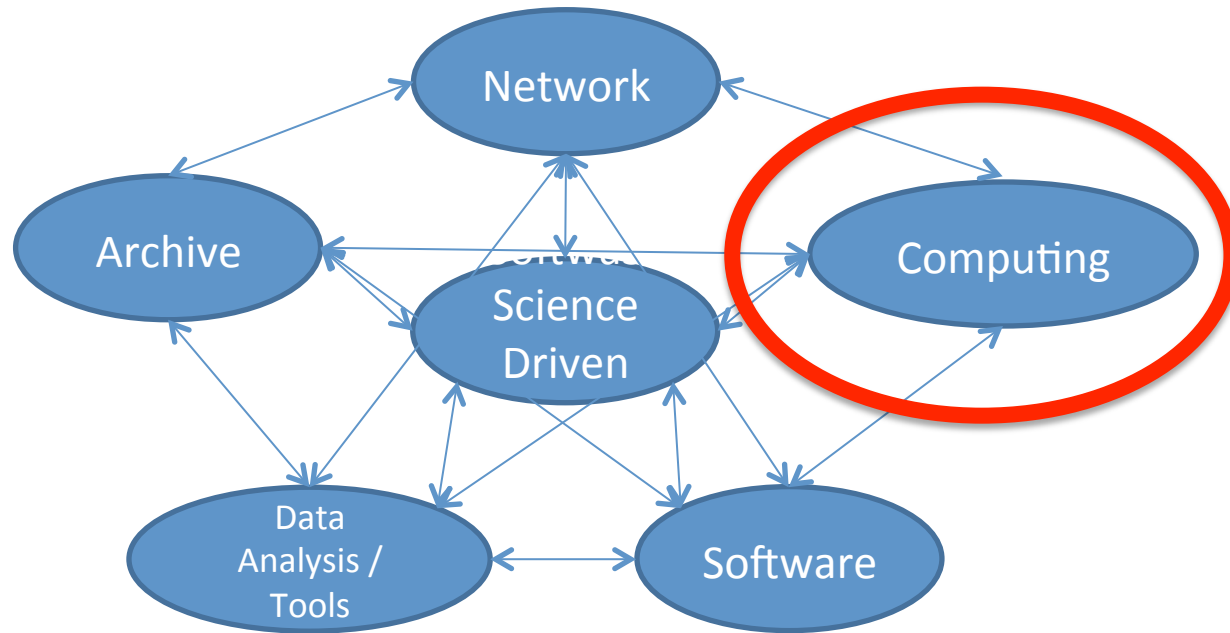 Network
Archive
Computing
Science
Driven
Data
Analysis /
Tools
Software